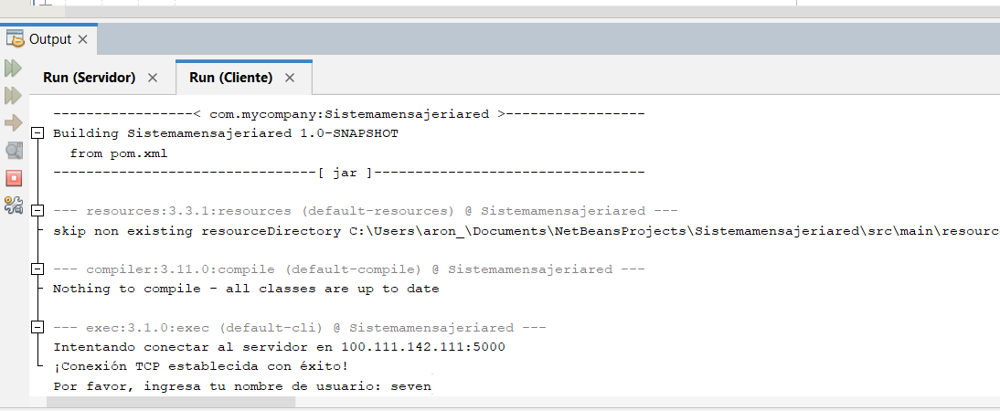 Output
Run (Servidor)
Run (Cliente)
-----------------< com.mycompany:Sistemamensajeriared >-----------------
Building Sistemamensajeriared 1.0-SNAPSHOT
from pom.xml
--------------------------------[ jar ]---------------------------------
--- resources:3.3.1:resources (default-resources) @ Sistemamensajeriared ---
skip non existing resourceDirectory C:\Users\aron_\Documents\NetBeansProjects\Sistemamensajeriared\src\main\resourc
--- compiler:3.11.0:compile (default-compile) @ Sistemamensajeriared ---
Nothing to compile - all classes are up to date
--- exec:3.1.0:exec (default-cli) @ Sistemamensajeriared ---
Intentando conectar al servidor en 100.111.142.111:5000
¡Conexión TCP establecida con éxito!
Por favor, ingresa tu nombre de usuario: seven